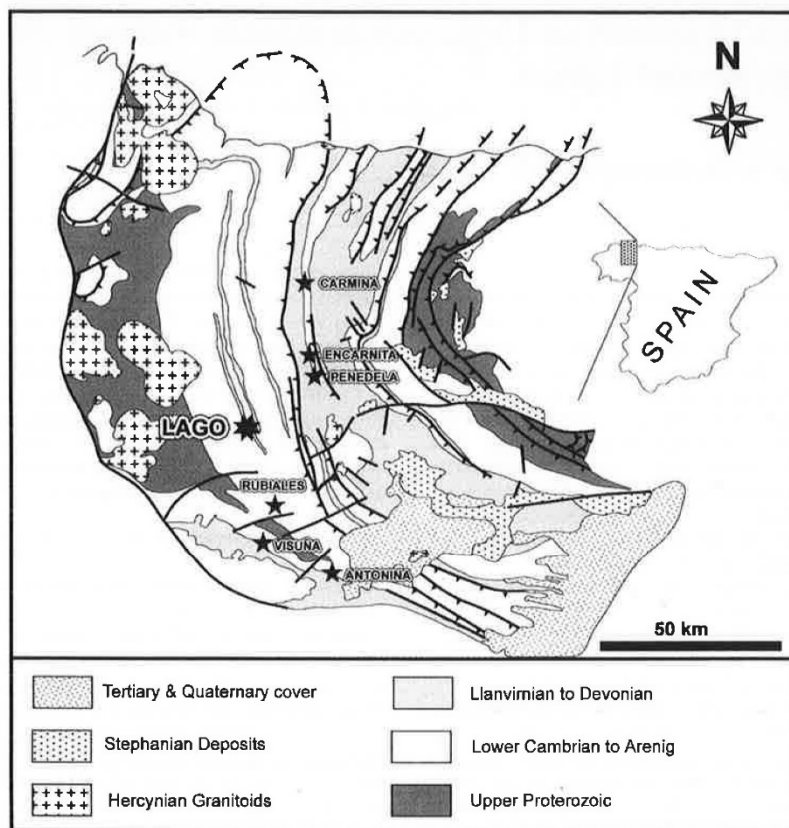 N
CARMINA
SPAIN
ENCARNITA
PENEDELA
LAGO
RUBIALES
VISUÑA
ANTONINA
50 km
Tertiary & Quaternary cover
Llanvirnian to Devonian
Stephanian Deposits
Lower Cambrian to Arenig
Hercynian Granitoids
Upper Proterozoic